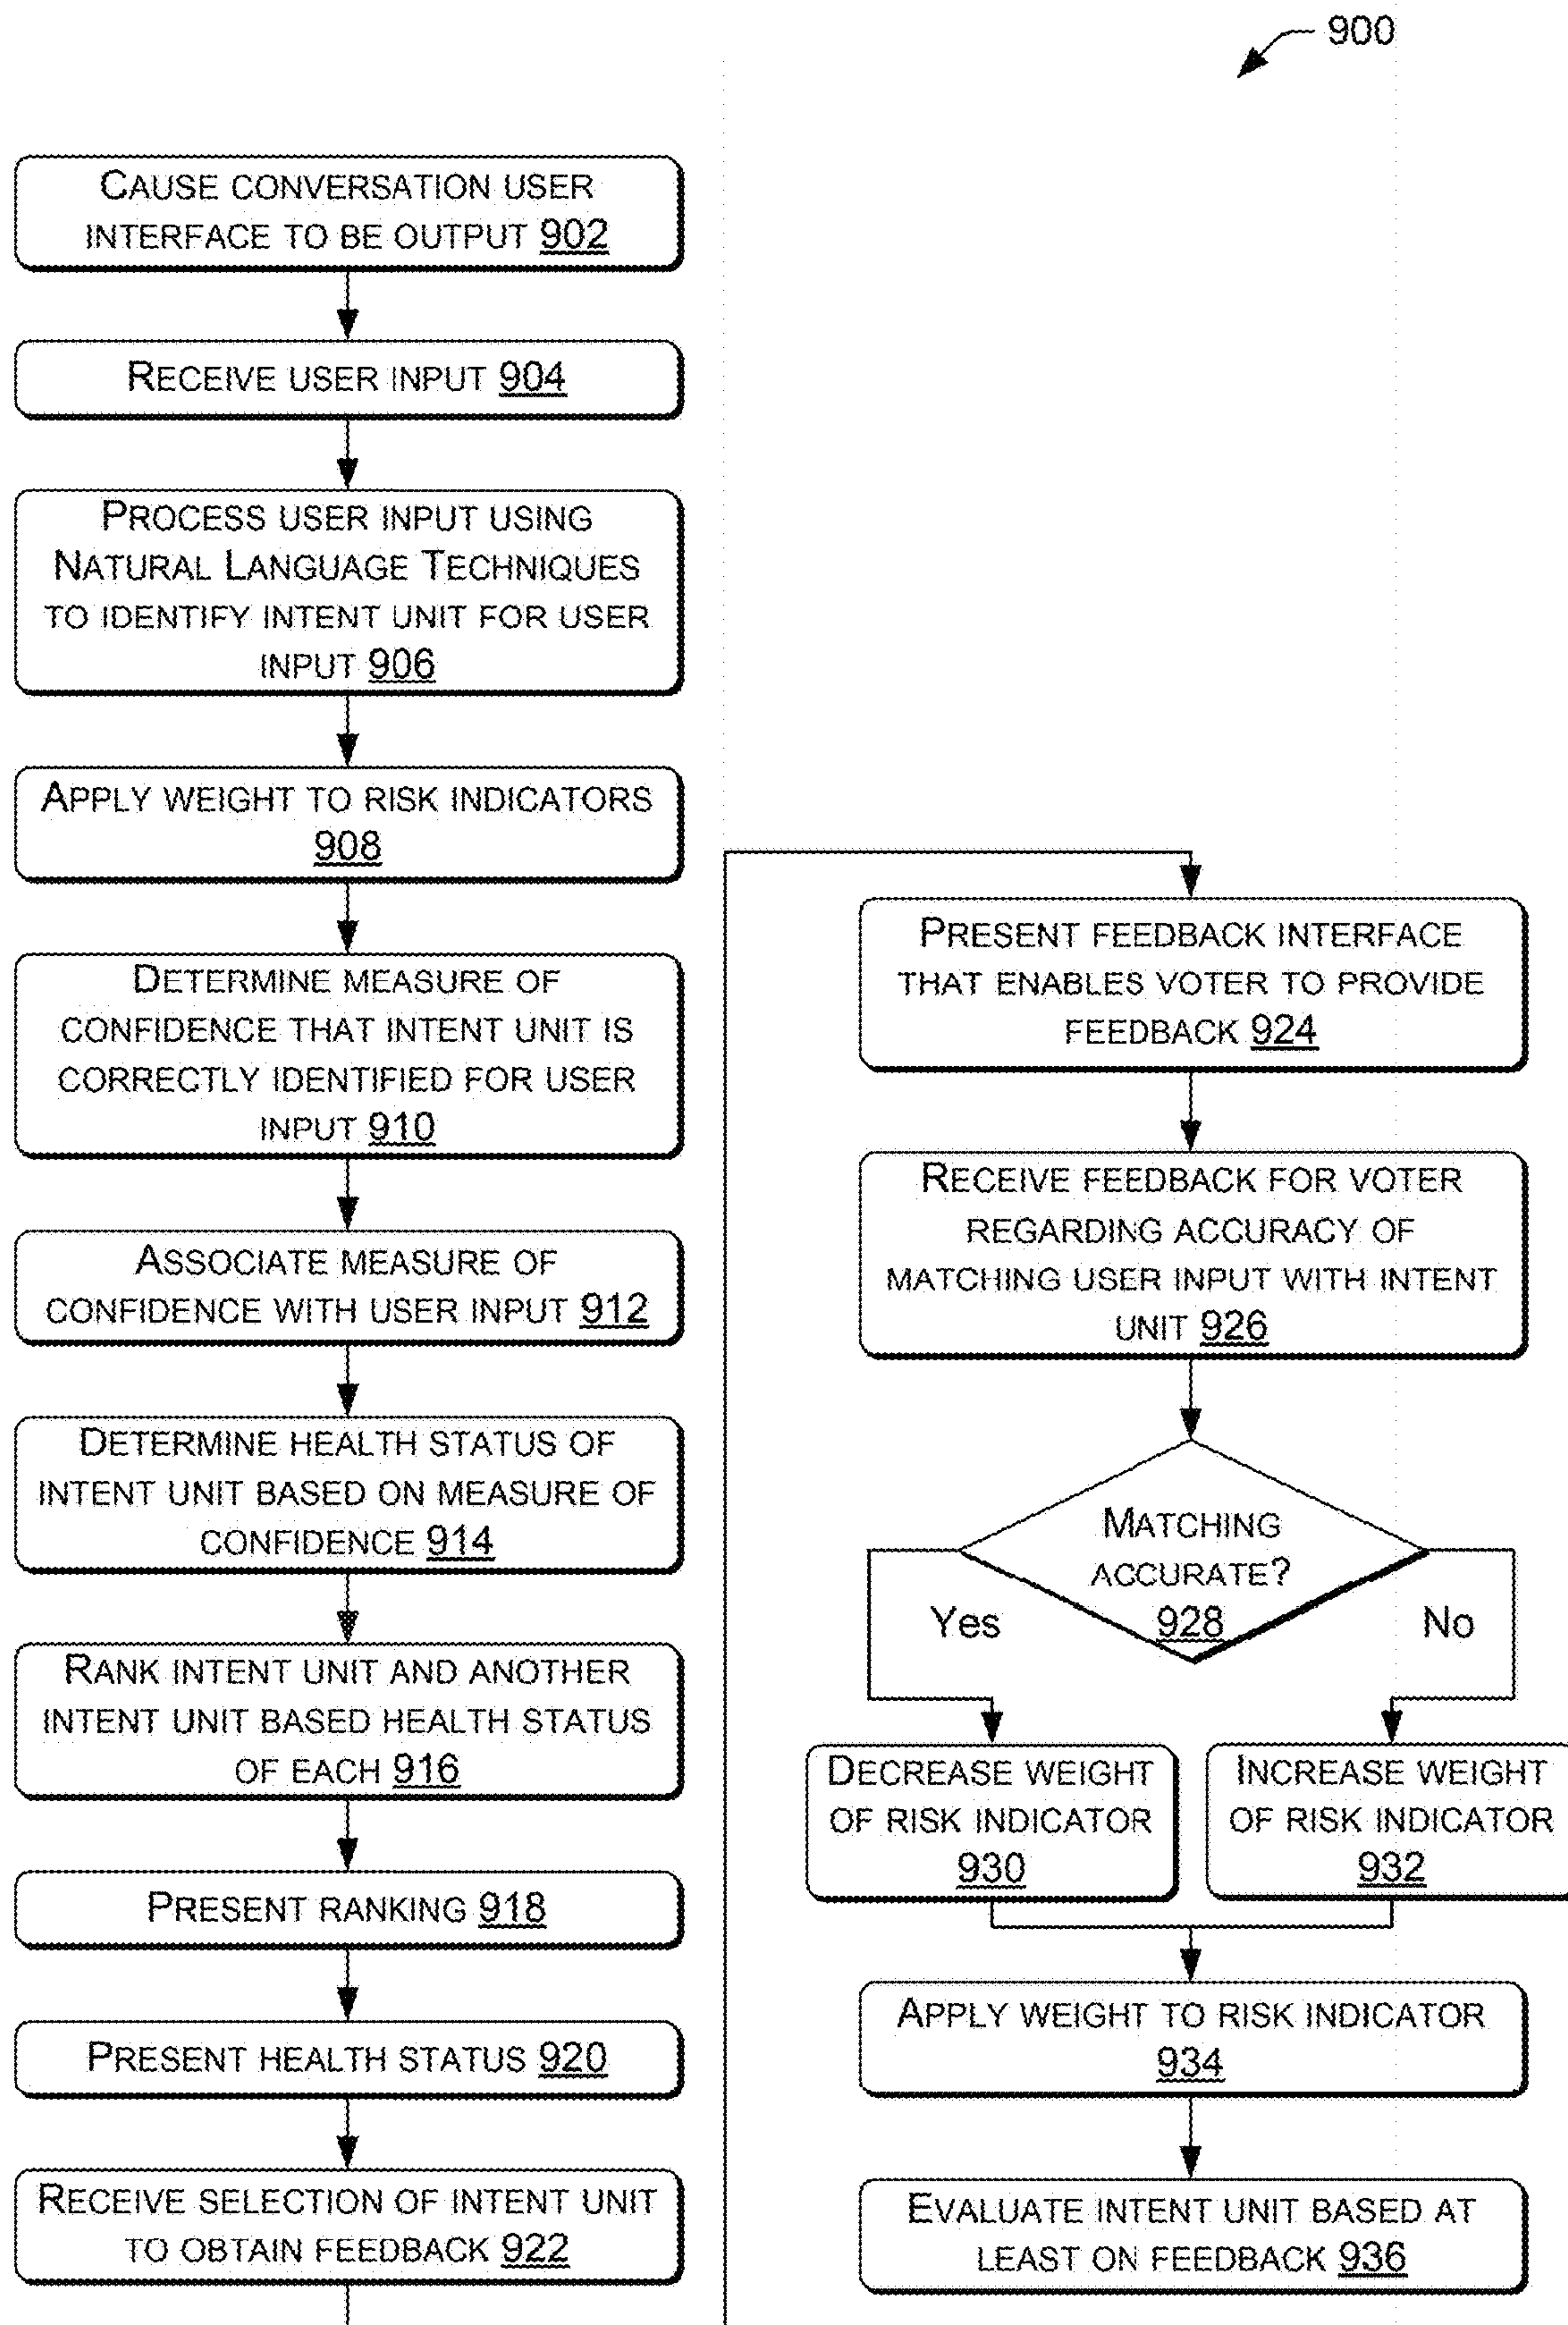 900
CAUSE CONVERSATION USER
INTERFACE TO BE OUTPUT 902
RECEIVE USER INPUT 904
PROCESS USER INPUT USING
NATURAL LANGUAGE TECHNIQUES
TO IDENTIFY INTENT UNIT FOR USER
INPUT 906
APPLY WEIGHT TO RISK INDICATORS
908
DETERMINE MEASURE OF
CONFIDENCE THAT INTENT UNIT IS
CORRECTLY IDENTIFIED FOR USER
INPUT 910
ASSOCIATE MEASURE OF
CONFIDENCE WITH USER INPUT 912
DETERMINE HEALTH STATUS OF
INTENT UNIT BASED ON MEASURE OF
CONFIDENCE 914
RANK INTENT UNIT AND ANOTHER
INTENT UNIT BASED HEALTH STATUS
OF EACH 916
PRESENT RANKING 918
PRESENT HEALTH STATUS 920
RECEIVE SELECTION OF INTENT UNIT
TO OBTAIN FEEDBACK 922
PRESENT FEEDBACK INTERFACE
THAT ENABLES VOTER TO PROVIDE
FEEDBACK 924
RECEIVE FEEDBACK FOR VOTER
REGARDING ACCURACY OF
MATCHING USER INPUT WITH INTENT
UNIT 926
MATCHING
ACCURATE?
928
Yes
No
DECREASE WEIGHT
OF RISK INDICATOR
930
INCREASE WEIGHT
OF RISK INDICATOR
932
APPLY WEIGHT TO RISK INDICATOR
934
EVALUATE INTENT UNIT BASED AT
LEAST ON FEEDBACK 936